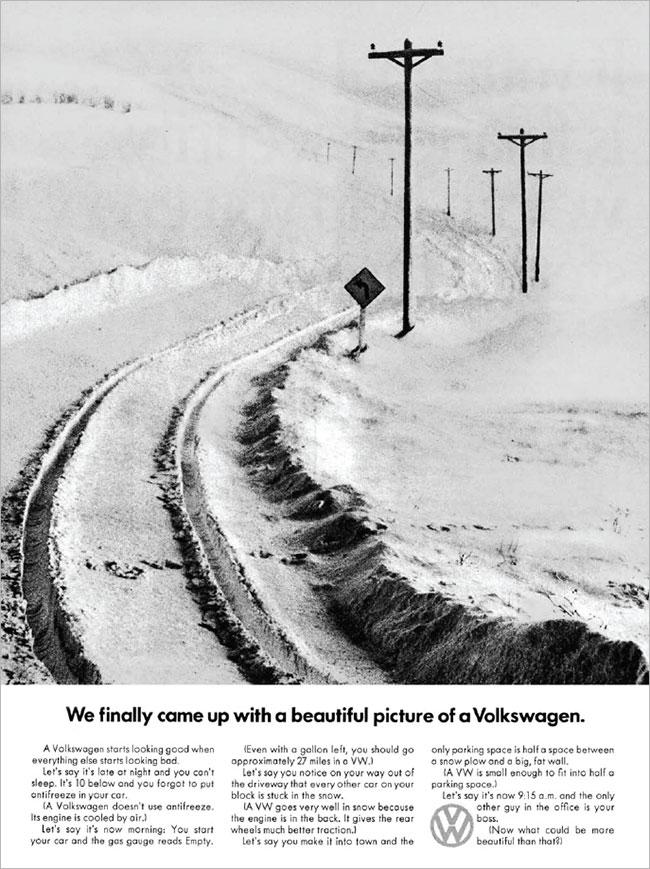 We finally came up with a beautiful picture of a Volkswagen.
A Volkswagen starts looking good when
everything else starts looking bad.
Let's say it's late at night and you can't
sleep. It's 10 below and you forgot to put
antifreeze in your car.
(A Volkswagen doesn't use antifreeze.
Its engine is cooled by air.)
Let's say it's now morning: You start
your car and the gas gauge reads Empty.
(Even with a gallon left, you should go
approximately 27 miles in a VW.)
Let's say you notice on your way out of
the driveway that every other car on your
block is stuck in the snow.
(A VW goes very well in snow because
the engine is in the back. It gives the rear
wheels much better traction.)
Let's say you make it into town and the
only parking space is half a space between
a snow plow and a big, fat wall.
(A VW is small enough to fit into half a
parking space.)
Let's say it's now 9:15 a.m. and the only
other guy in the office is your
boss.
(Now what could be more
beautiful than that?)
VW